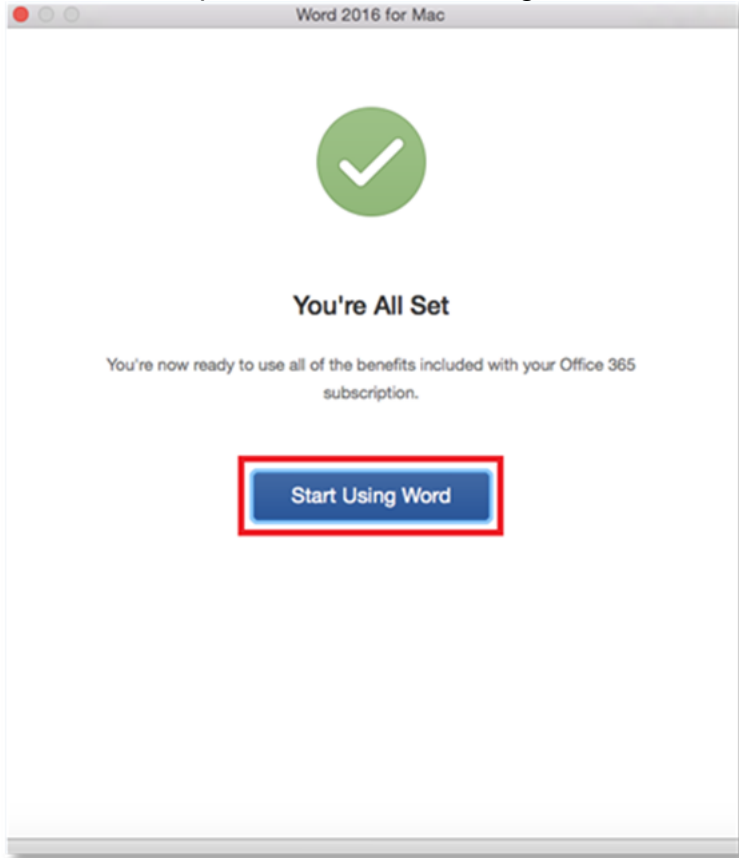 Word 2016 for Mac
You're All Set
You're now ready to use all of the benefits included with your Office 365
subscription.
Start Using Word